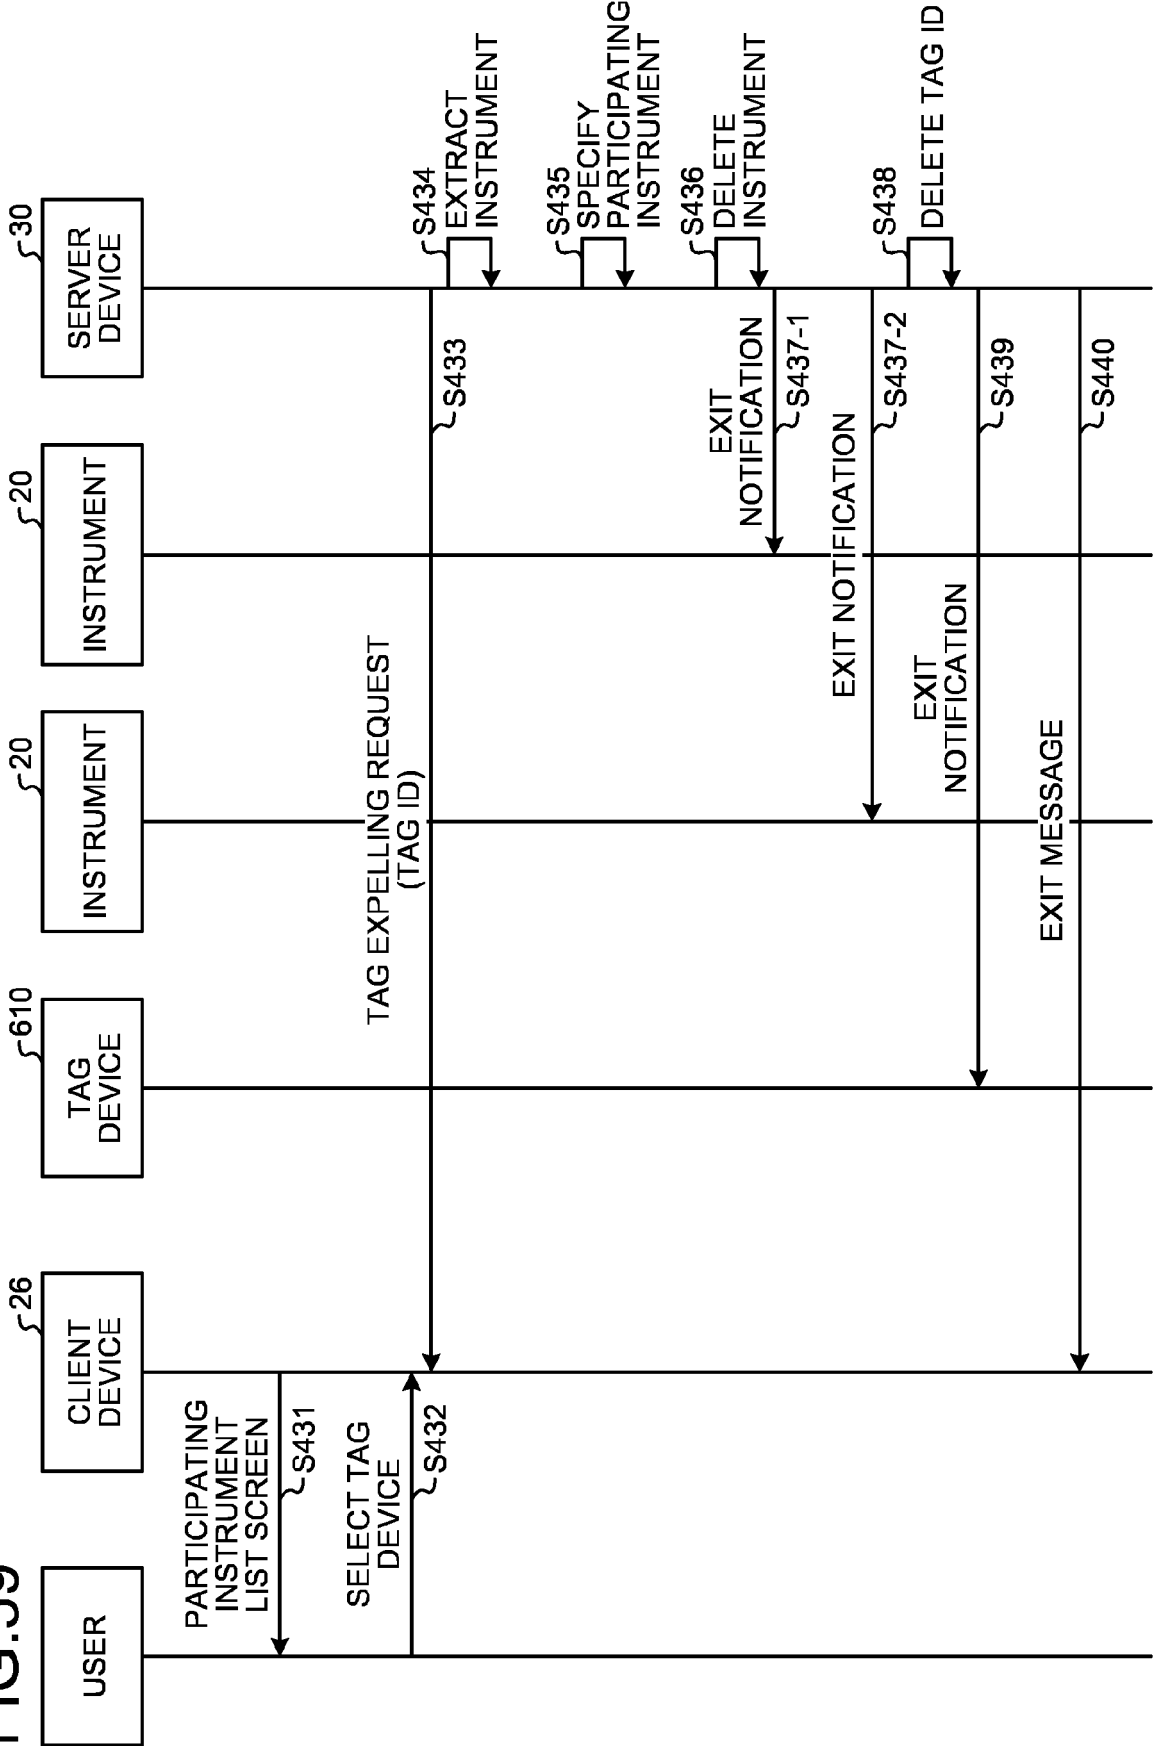 FIG.59
USER
CLIENT
DEVICE
26
TAG
DEVICE
610
INSTRUMENT
20
INSTRUMENT
20
SERVER
DEVICE
30
PARTICIPATING
INSTRUMENT
LIST SCREEN
S431
SELECT TAG
DEVICE
S432
TAG EXPELLING REQUEST
(TAG ID)
S433
S434
EXTRACT
INSTRUMENT
S435
SPECIFY
PARTICIPATING
INSTRUMENT
S436
DELETE
INSTRUMENT
EXIT
NOTIFICATION
S437-1
EXIT NOTIFICATION
S437-2
S438
DELETE TAG ID
EXIT
NOTIFICATION
S439
EXIT MESSAGE
S440